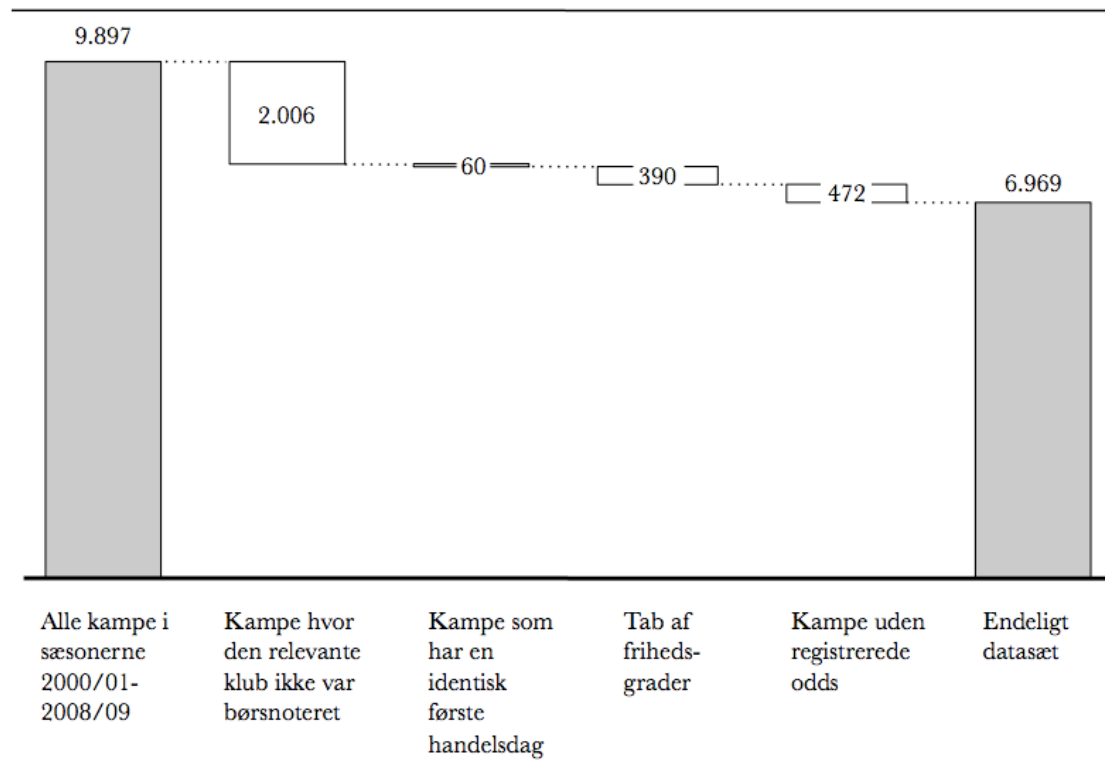 9.897
2.006
60
390
472
6.969
Alle kampe i
sæsonerne
2000/01-
2008/09
Kampe hvor
den relevante
klub ikke var
børsnoteret
Kampe som
har en
identisk
første
handelsdag
Tab af
friheds-
grader
Kampe uden
registrerede
odds
Endeligt
datasæt